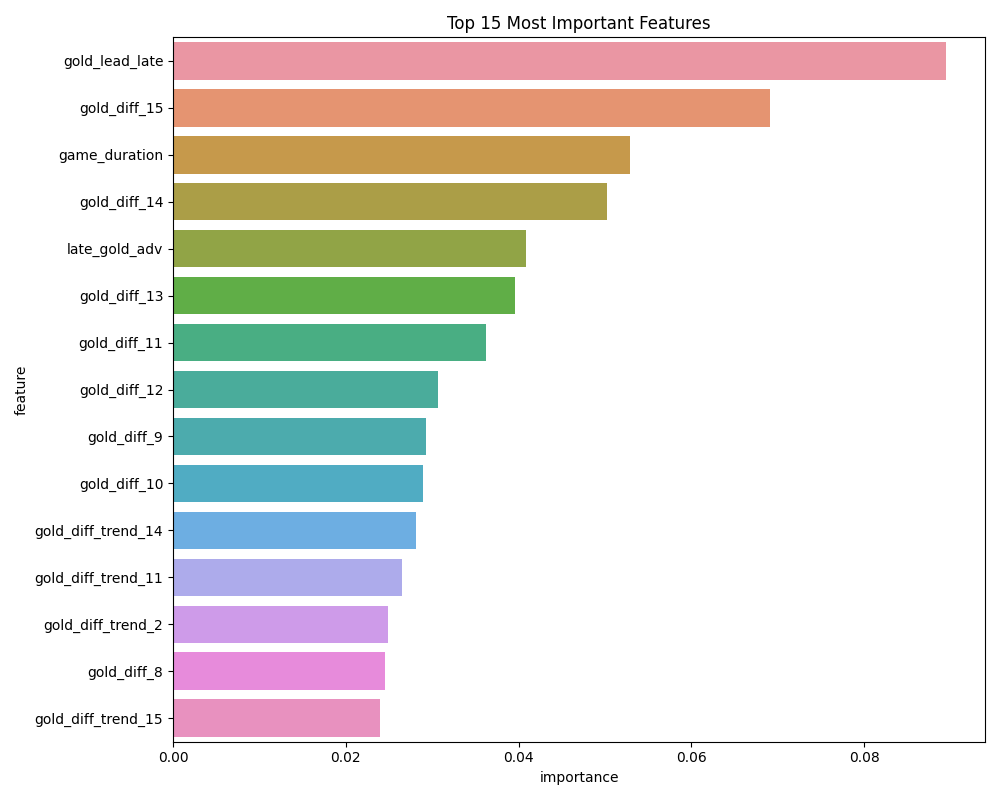 Top 15 Most Important Features
gold_lead_late
gold_diff_15
game_duration
gold_diff_14
late_gold_adv
gold_diff_13
gold_diff_11
gold_diff_12
gold_diff_9
gold_diff_10
gold_diff_trend_14
gold_diff_trend_11
gold_diff_trend_2
gold_diff_8
gold_diff_trend_15
feature
0.00 0.02 0.04 0.06 0.08
importance